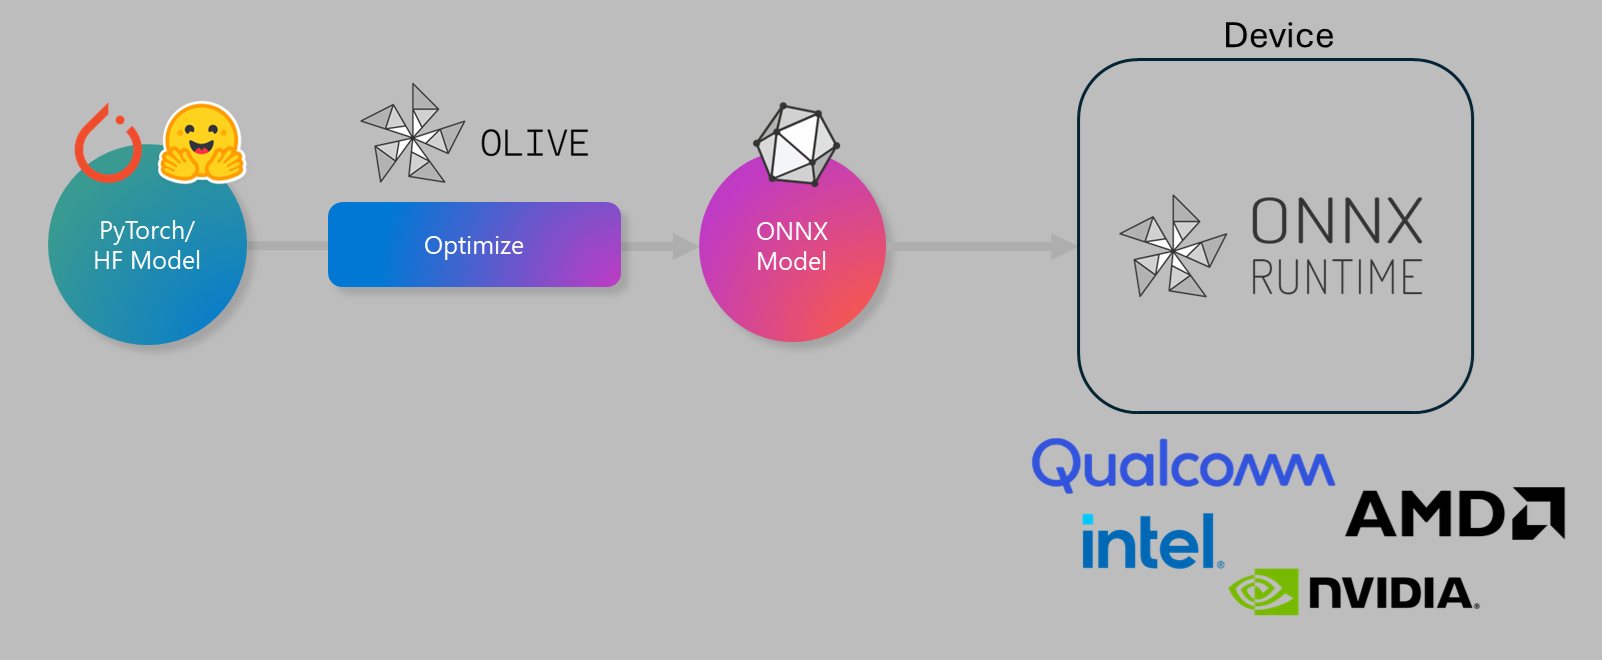 Device
OLIVE
PyTorch/
HF Model
Optimize
ONNX
Model
ONNX
RUNTIME
Qualcomm
AMD
intel®
NVIDIA®